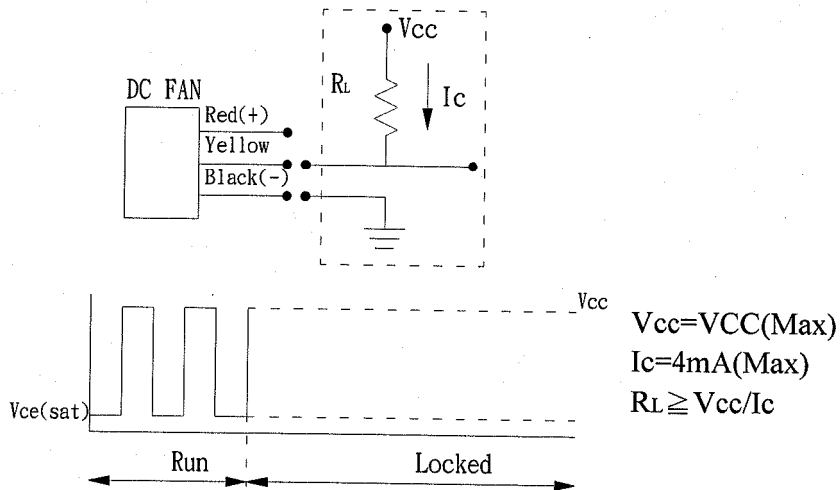 Vcc
DC FAN
RL
Ic
Red(+)
Yellow
Black(-)
Vcc
Vce(sat)
Run
Locked
Vcc=VCC(Max)
Ic=4mA(Max)
RL≧Vcc/Ic